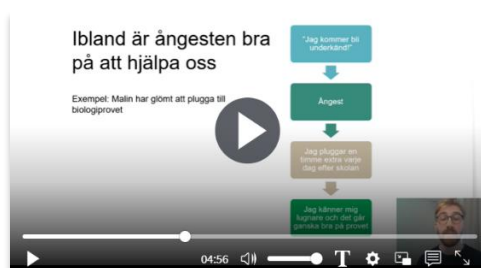 Ibland är ångesten bra
på att hjälpa oss
Exempel: Malin har glömt att plugga till
biologiprovet
"Jag kommer bli
underkänd!"
Ångest
Jag pluggar en
timme extra varje
dag efter skolan
Jag känner mig
lugnare och det går
ganska bra på provet
04:56
T